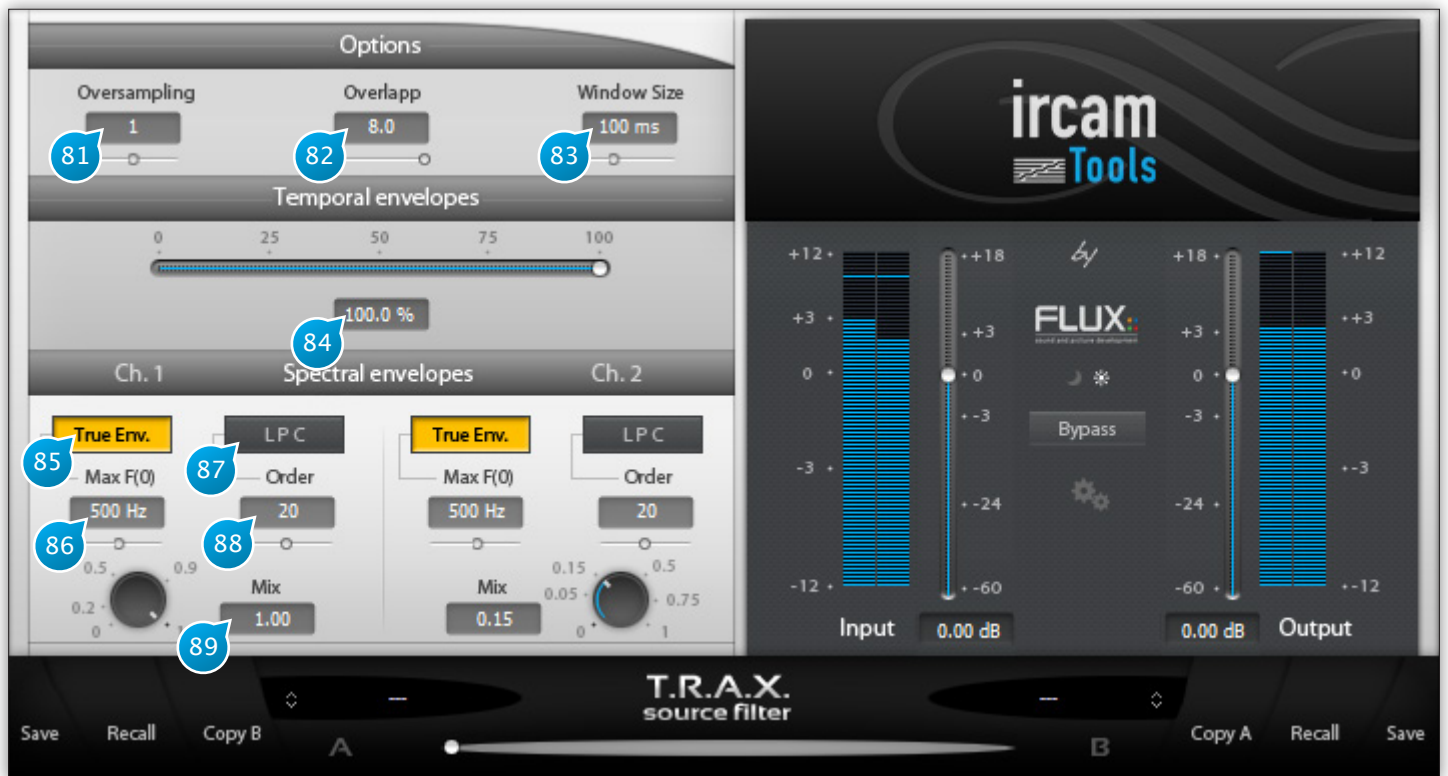 Options
Oversampling Overlapp Window Size
1 8.0 100 ms
81 82 83
Temporal envelopes
0 25 50 75 100
100.0 %
84
Ch. 1 Spectral envelopes Ch. 2
True Env. LPC True Env. LPC
85 87
Max F(0) Order Max F(0) Order
500 Hz 20 500 Hz 20
86 88
0.5 0.9 Mix Mix 0.15 0.5
0.2 0.05 0.75
0 1.00 0.15 0 1
89
ircam
Tools
by
FLUX::
sound and picture development
Bypass
+12 +18 +18 +12
+3 +3 +3 +3
0 0 0 0
-3 -3
-3 -3
-24 -24
-12 -60 -60 -12
Input 0.00 dB 0.00 dB Output
T.R.A.X.
source filter
--- ---
Save Recall Copy B Copy A Recall Save
A B